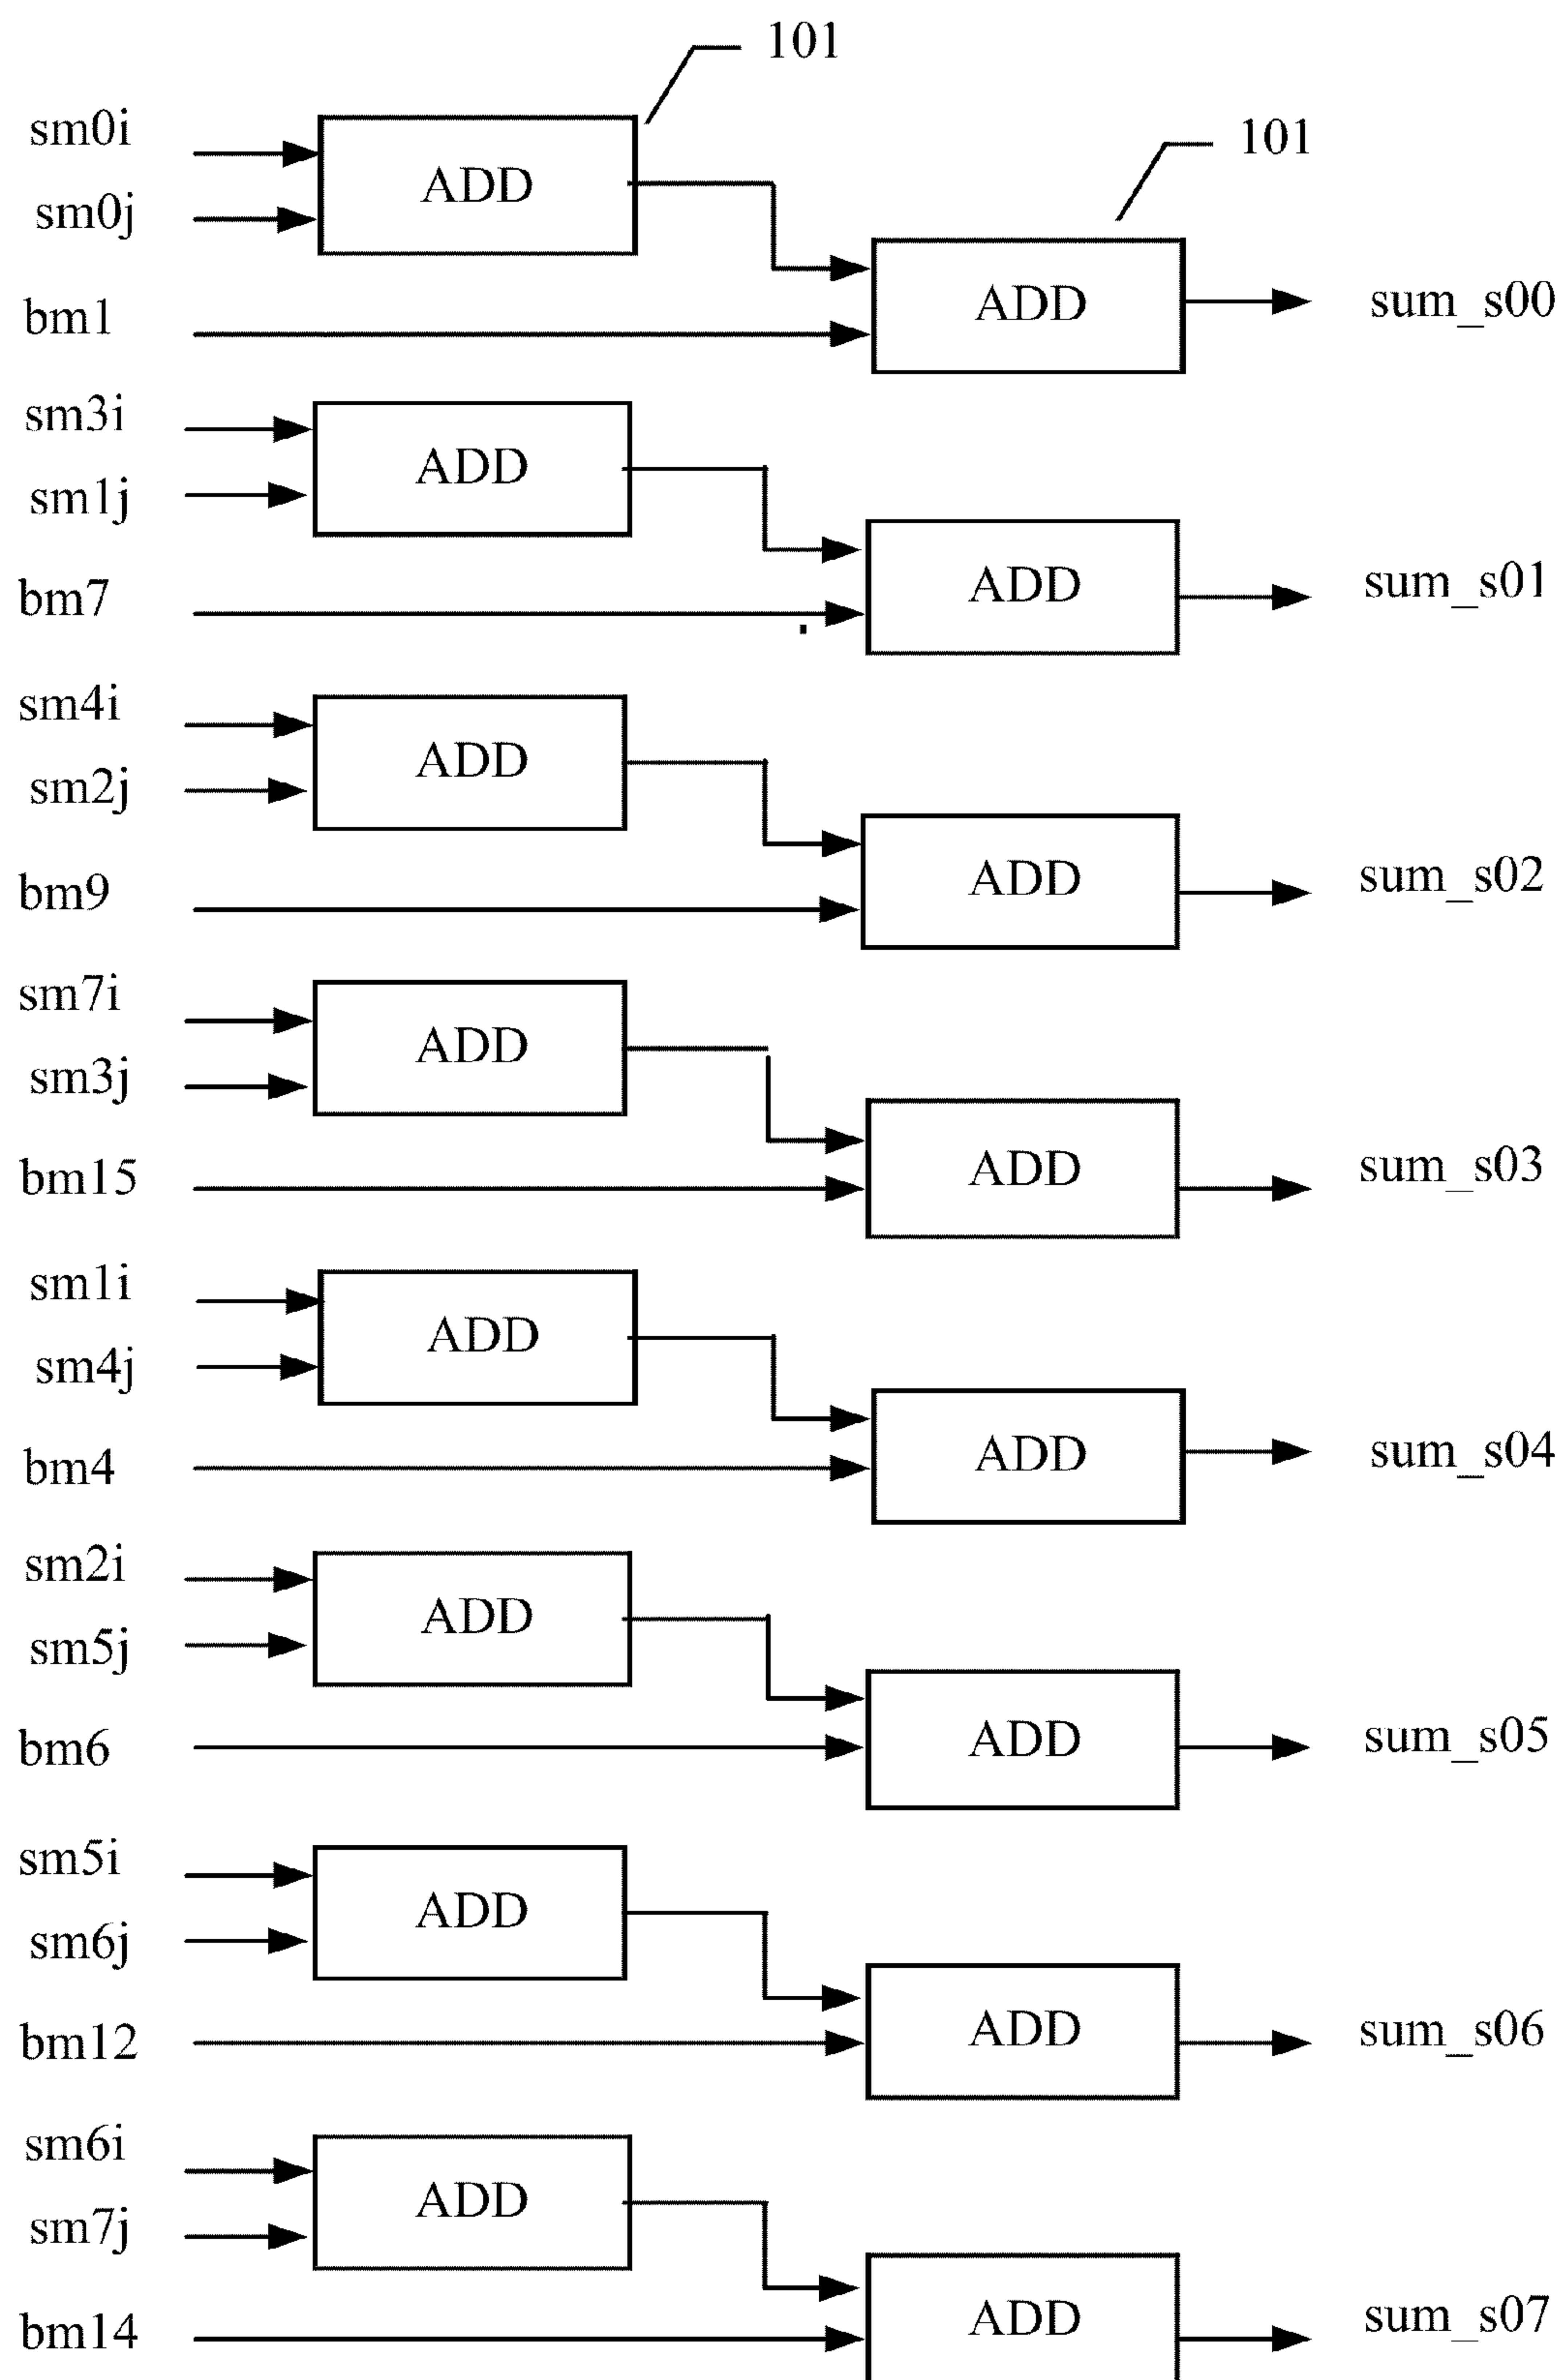 101
sm0i
101
ADD
sm0j
ADD
sum_s00
bm1
sm3i
ADD
sm1j
ADD
sum_s01
bm7
sm4i
ADD
sm2j
ADD
sum_s02
bm9
sm7i
ADD
sm3j
ADD
sum_s03
bm15
sm1i
ADD
sm4j
ADD
sum_s04
bm4
sm2i
ADD
sm5j
ADD
sum_s05
bm6
sm5i
ADD
sm6j
ADD
sum_s06
bm12
sm6i
ADD
sm7j
ADD
sum_s07
bm14